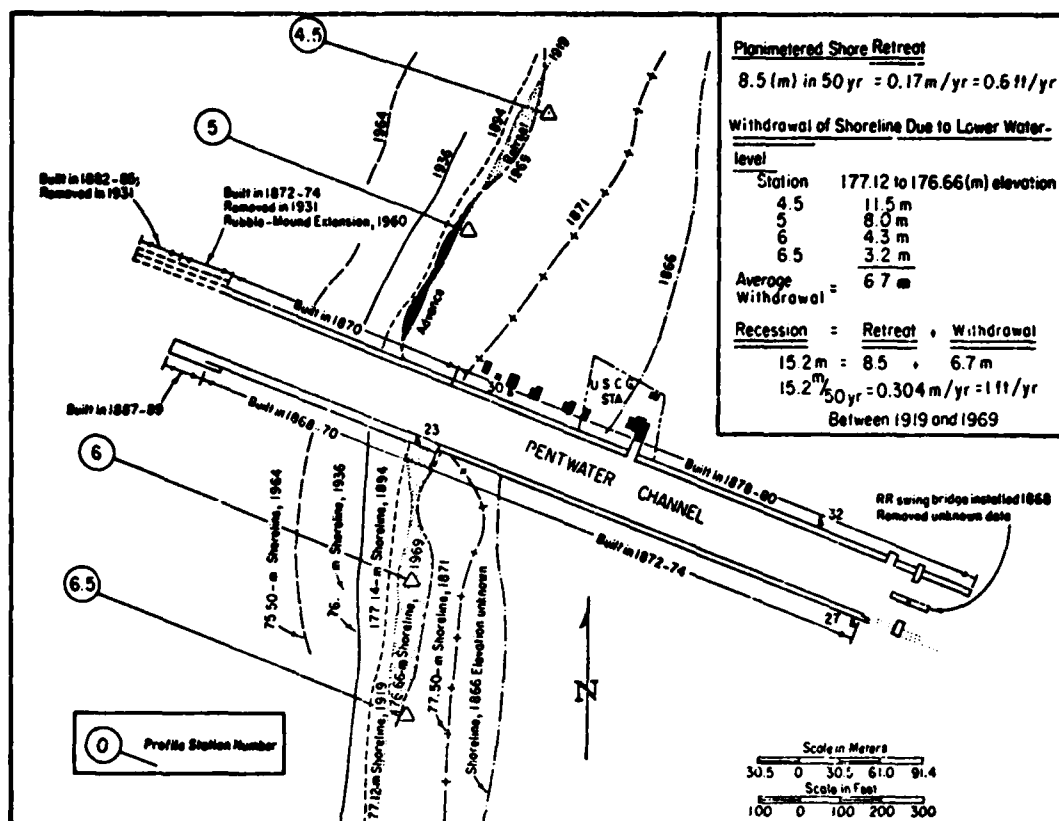 4.5
1919
5
1964
1894
Retreat
1969
1936
Built in 1882-86;
Removed in 1931
Built in 1872-74
Removed in 1931
Rubble-Mound Extension, 1960
1871
1866
Built in 1870
Advance
30
U S C G
STA.
Built in 1887-89
Built in 1868-70
23
PENTWATER CHANNEL
Built in 1878-80
32
RR swing bridge installed 1868
Removed unknown date
Built in 1872-74
27
6
6.5
75.50-m Shoreline, 1964
76. Shoreline, 1936
177.14-m Shoreline, 1894
1969
177.12-m Shoreline, 1919
176.66-m Shoreline,
77.50-m Shoreline, 1871
Shoreline, 1866 Elevation unknown
N
0 Profile Station Number
Scale in Meters
30.5 0 30.5 61.0 91.4
Scale in Feet
100 0 100 200 300
Planimetered Shore Retreat
8.5 (m) in 50 yr = 0.17 m/yr = 0.6 ft/yr
Withdrawal of Shoreline Due to Lower Water-
level
Station 177.12 to 176.66(m) elevation
4.5 11.5 m
5 8.0 m
6 4.3 m
6.5 3.2 m
Average
Withdrawal = 6.7 m
Recession = Retreat + Withdrawal
15.2 m = 8.5 + 6.7 m
15.2 m/50 yr = 0.304 m/yr = 1 ft/yr
Between 1919 and 1969